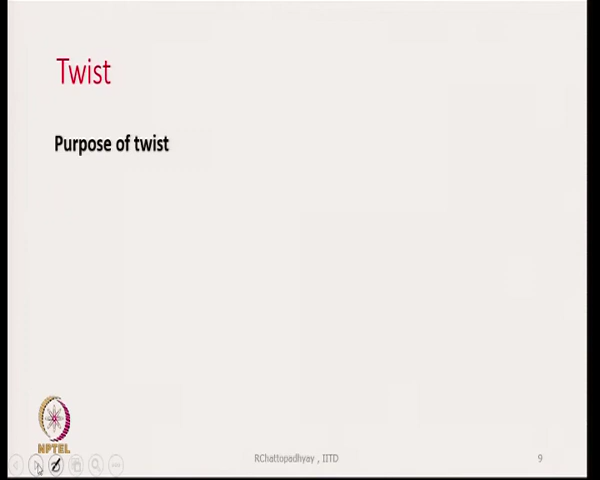 Twist
Purpose of twist
NPTEL
RChattopadhyay , IITD
9